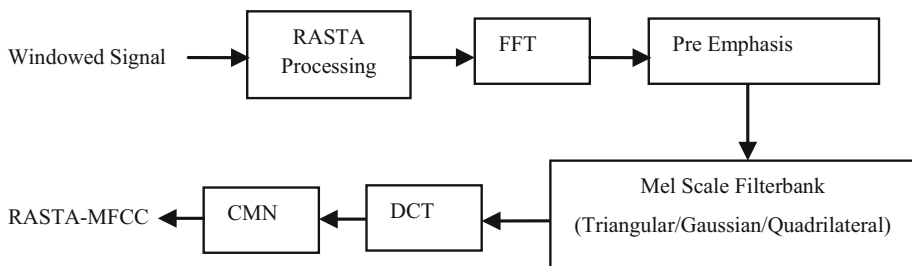 Windowed Signal
RASTA
Processing
FFT
Pre Emphasis
Mel Scale Filterbank
(Triangular/Gaussian/Quadrilateral)
DCT
CMN
RASTA-MFCC